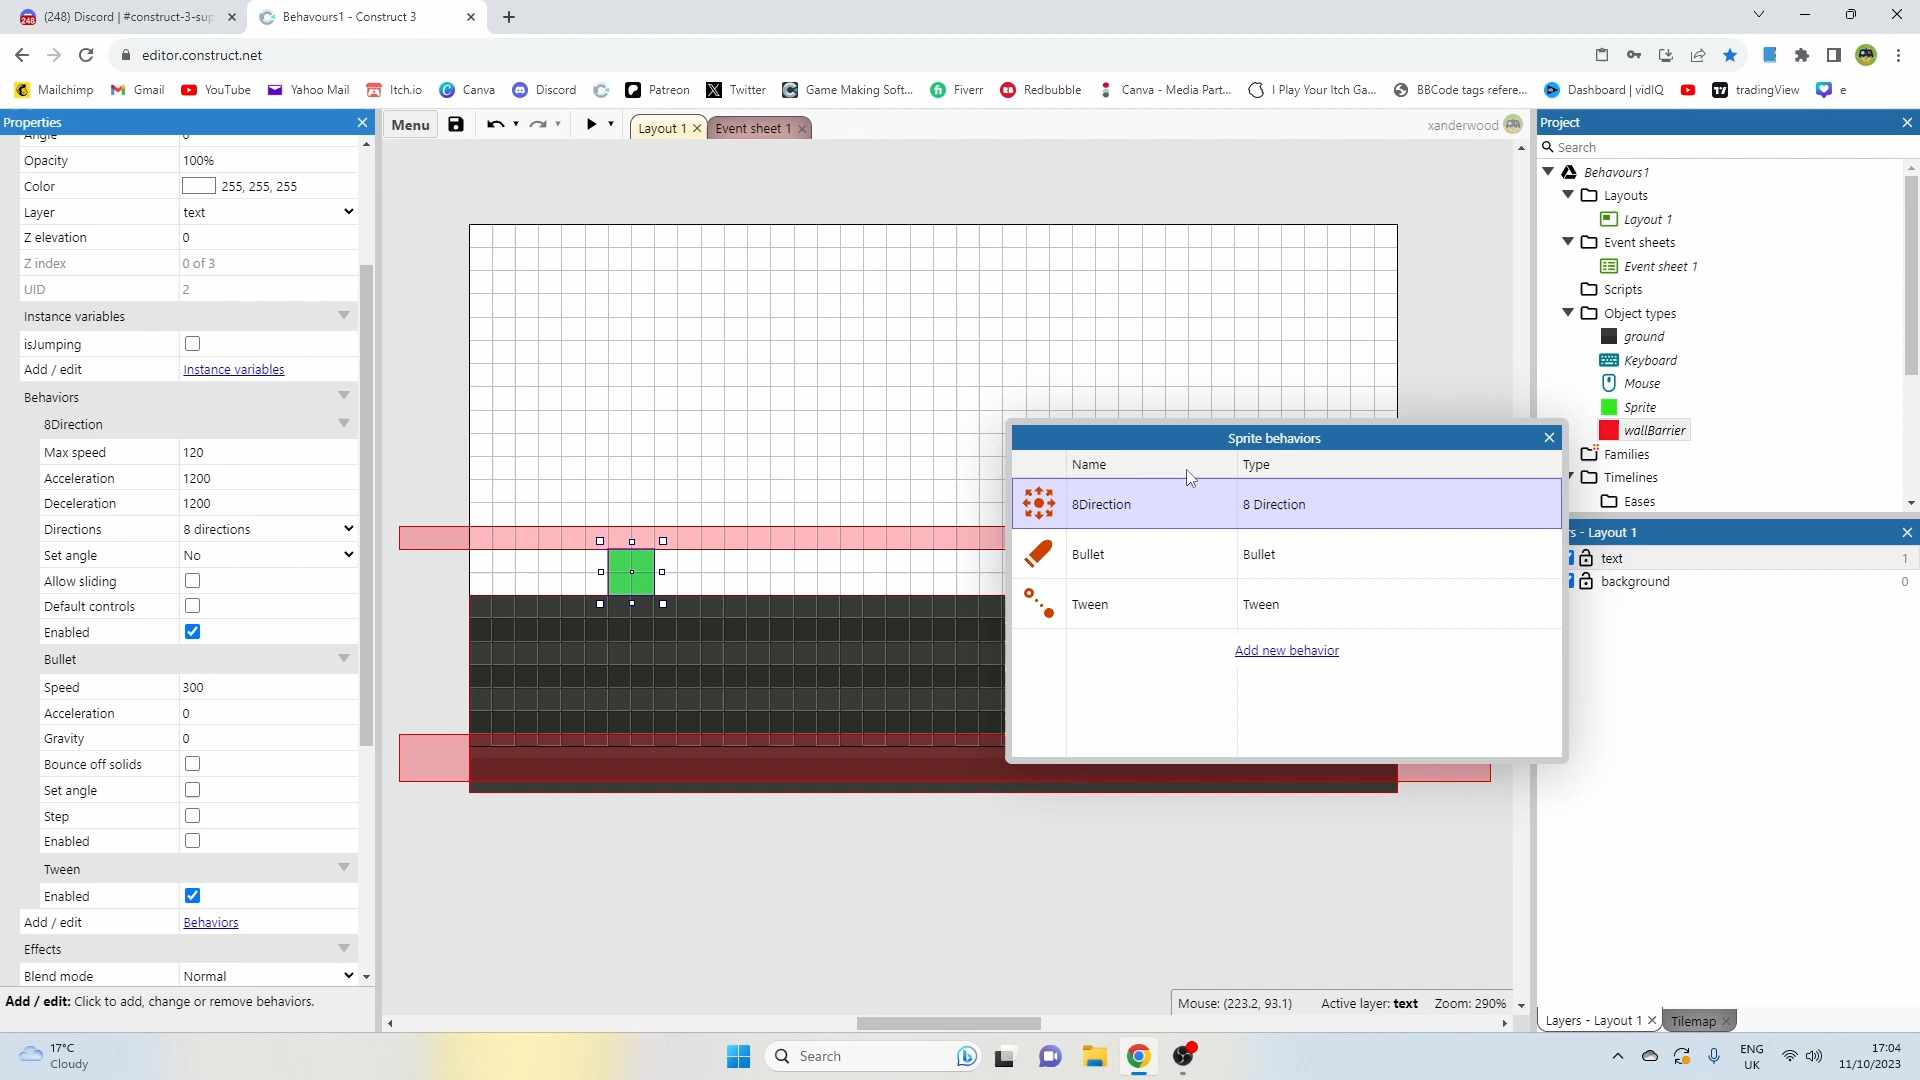 (248) Discord | #construct-3-sup
Behavours1 - Construct 3
editor.construct.net
Mailchimp
Gmail
YouTube
Yahoo Mail
Itch.io
Canva
Discord
Patreon
Twitter
Game Making Soft...
Fiverr
Redbubble
Canva - Media Part...
I Play Your Itch Ga...
BBCode tags refere...
Dashboard | vidIQ
tradingView
e
Properties
Menu
Layout 1
Event sheet 1
xanderwood
Angle 0
Opacity 100%
Color 255, 255, 255
Layer text
Z elevation 0
Z index 0 of 3
UID 2
Instance variables
isJumping
Add / edit Instance variables
Behaviors
8Direction
Max speed 120
Acceleration 1200
Deceleration 1200
Directions 8 directions
Set angle No
Allow sliding
Default controls
Enabled
Bullet
Speed 300
Acceleration 0
Gravity 0
Bounce off solids
Set angle
Step
Enabled
Tween
Enabled
Add / edit Behaviors
Effects
Blend mode Normal
Add / edit: Click to add, change or remove behaviors.
Sprite behaviors
Name Type
8Direction 8 Direction
Bullet Bullet
Tween Tween
Add new behavior
Mouse: (223.2, 93.1) Active layer: text Zoom: 290%
Project
Search
Behavours1
Layouts
Layout 1
Event sheets
Event sheet 1
Scripts
Object types
ground
Keyboard
Mouse
Sprite
wallBarrier
Families
Timelines
Eases
rs - Layout 1
text 1
background 0
Layers - Layout 1
Tilemap
17°C
Cloudy
Search
ENG
UK
17:04
11/10/2023